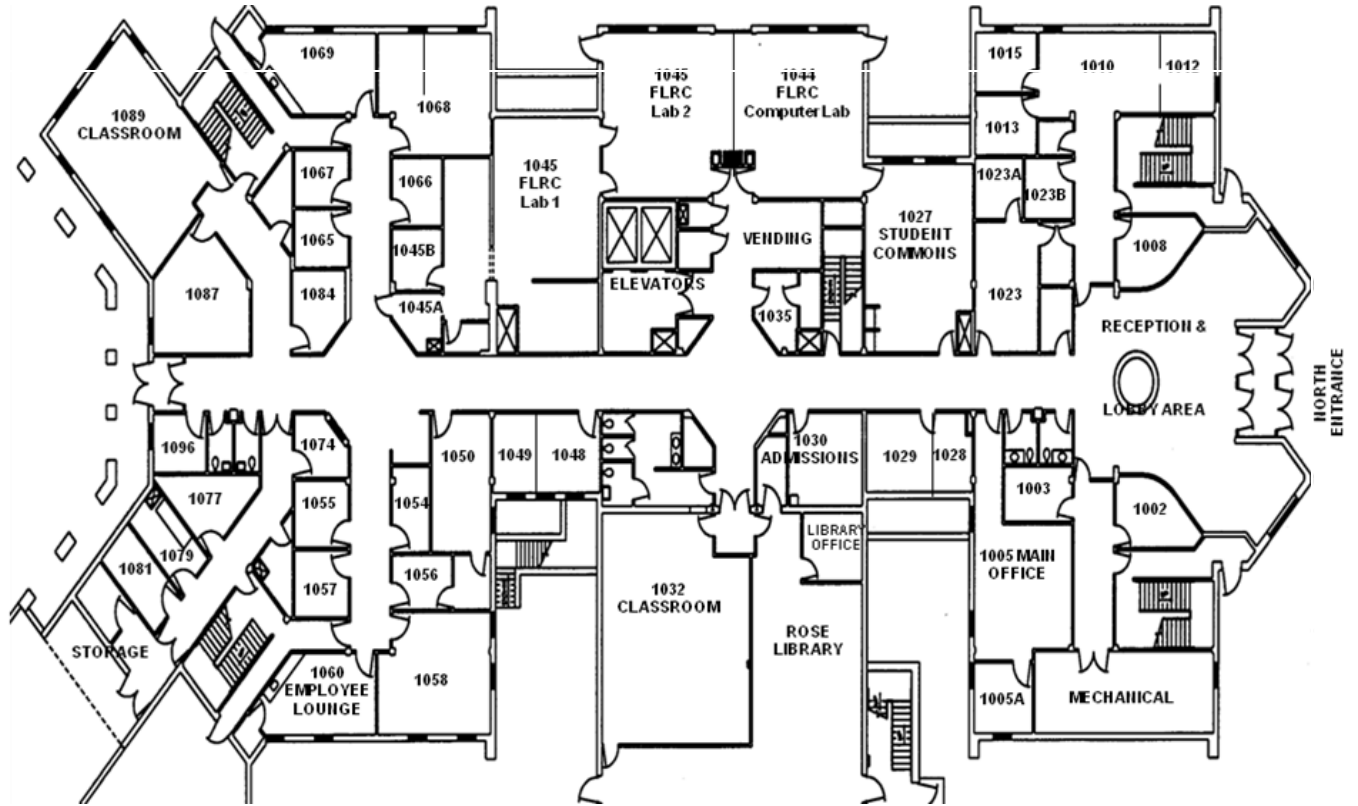 1069
1068
1089
CLASSROOM
1067
1066
1065
1045B
1087
1084
1045A
1045
FLRC
Lab 1
1045
FLRC
Lab 2
1044
FLRC
Computer Lab
VENDING
ELEVATORS
1035
1027
STUDENT
COMMONS
1015
1010
1012
1013
1023A
1023B
1023
1008
RECEPTION &
LOBBY AREA
NORTH
ENTRANCE
1096
1074
1077
1079
1081
STORAGE
1055
1057
1054
1050
1056
1060
EMPLOYEE
LOUNGE
1058
1049
1048
1030
ADMISSIONS
1029
1028
LIBRARY
OFFICE
1032
CLASSROOM
ROSE
LIBRARY
1003
1002
1005 MAIN
OFFICE
1005A
MECHANICAL